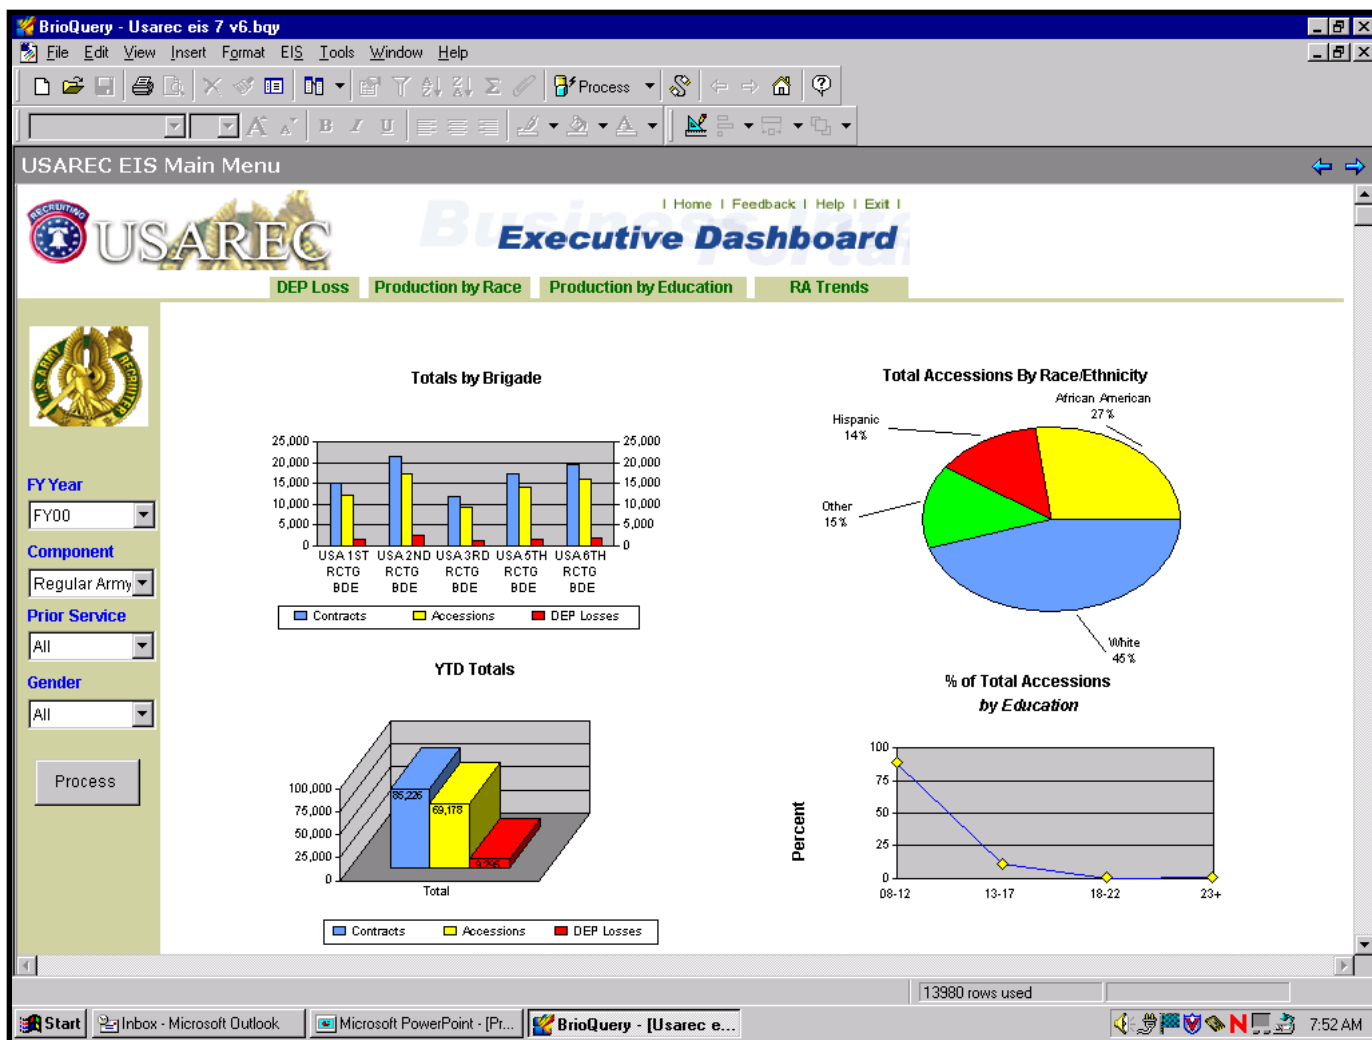 BrioQuery - Usarec eis 7 v6.bqy
File Edit View Insert Format EIS Tools Window Help
Process
B I U
USAREC EIS Main Menu
RECRUITING
USAREC
| Home | Feedback | Help | Exit |
Executive Dashboard
DEP Loss Production by Race Production by Education RA Trends
U.S. ARMY RECRUITER
FY Year
FY00
Component
Regular Army
Prior Service
All
Gender
All
Process
Totals by Brigade
25,000 25,000
20,000 20,000
15,000 15,000
10,000 10,000
5,000 5,000
0 0
USA 1ST USA 2ND USA 3RD USA 5TH USA 6TH
RCTG RCTG RCTG RCTG RCTG
BDE BDE BDE BDE BDE
Contracts Accessions DEP Losses
Total Accessions By Race/Ethnicity
African American
27%
Hispanic
14%
Other
15%
White
45%
YTD Totals
100,000
75,000
50,000
25,000
0
85,226
69,178
9,295
Total
Contracts Accessions DEP Losses
% of Total Accessions
by Education
Percent
100
75
50
25
0
08-12 13-17 18-22 23+
13980 rows used
Start Inbox - Microsoft Outlook Microsoft PowerPoint - [Pr... BrioQuery - [Usarec e... N 7:52 AM